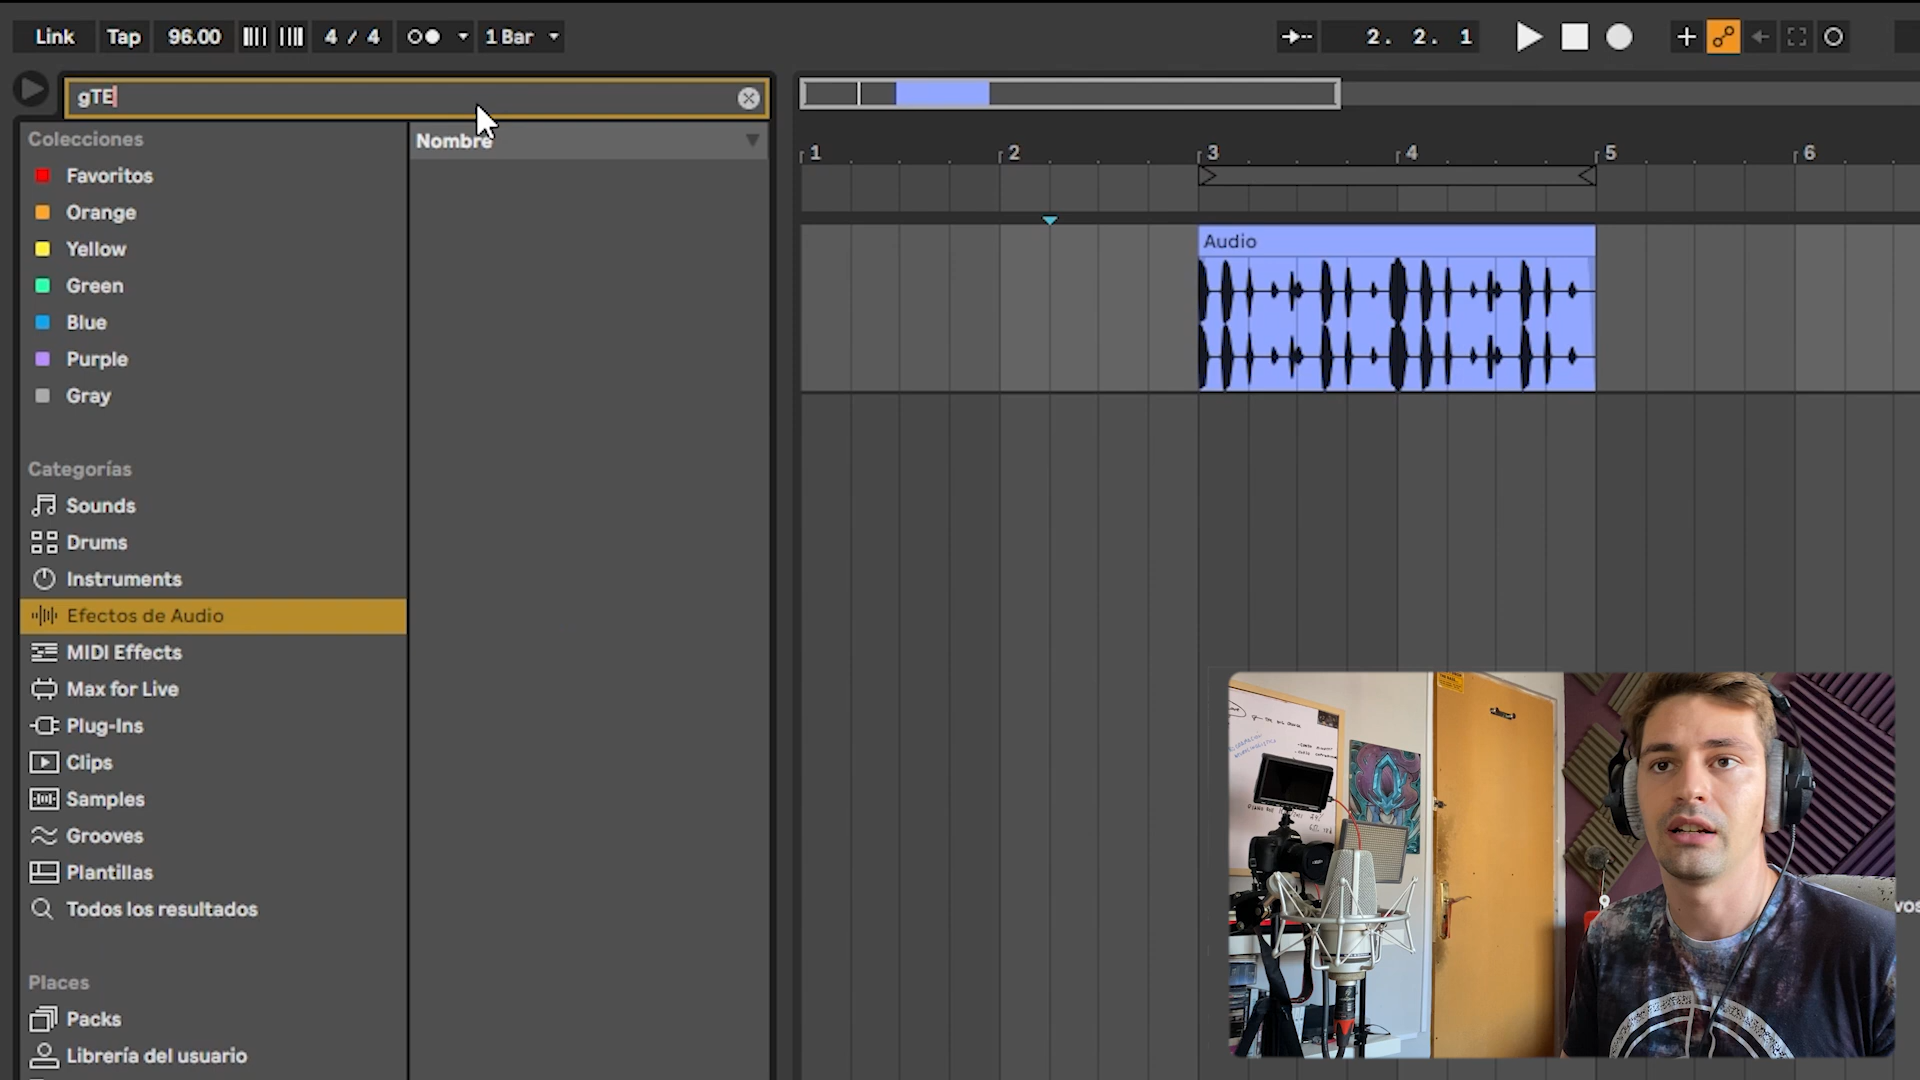 Link Tap 96.00 4 / 4 1 Bar 2. 2. 1
gTE
Colecciones
Favoritos
Orange
Yellow
Green
Blue
Purple
Gray
Categorías
Sounds
Drums
Instruments
Efectos de Audio
MIDI Effects
Max for Live
Plug-Ins
Clips
Samples
Grooves
Plantillas
Todos los resultados
Places
Packs
Librería del usuario
Nombre
1 2 3 4 5 6
Audio
vos